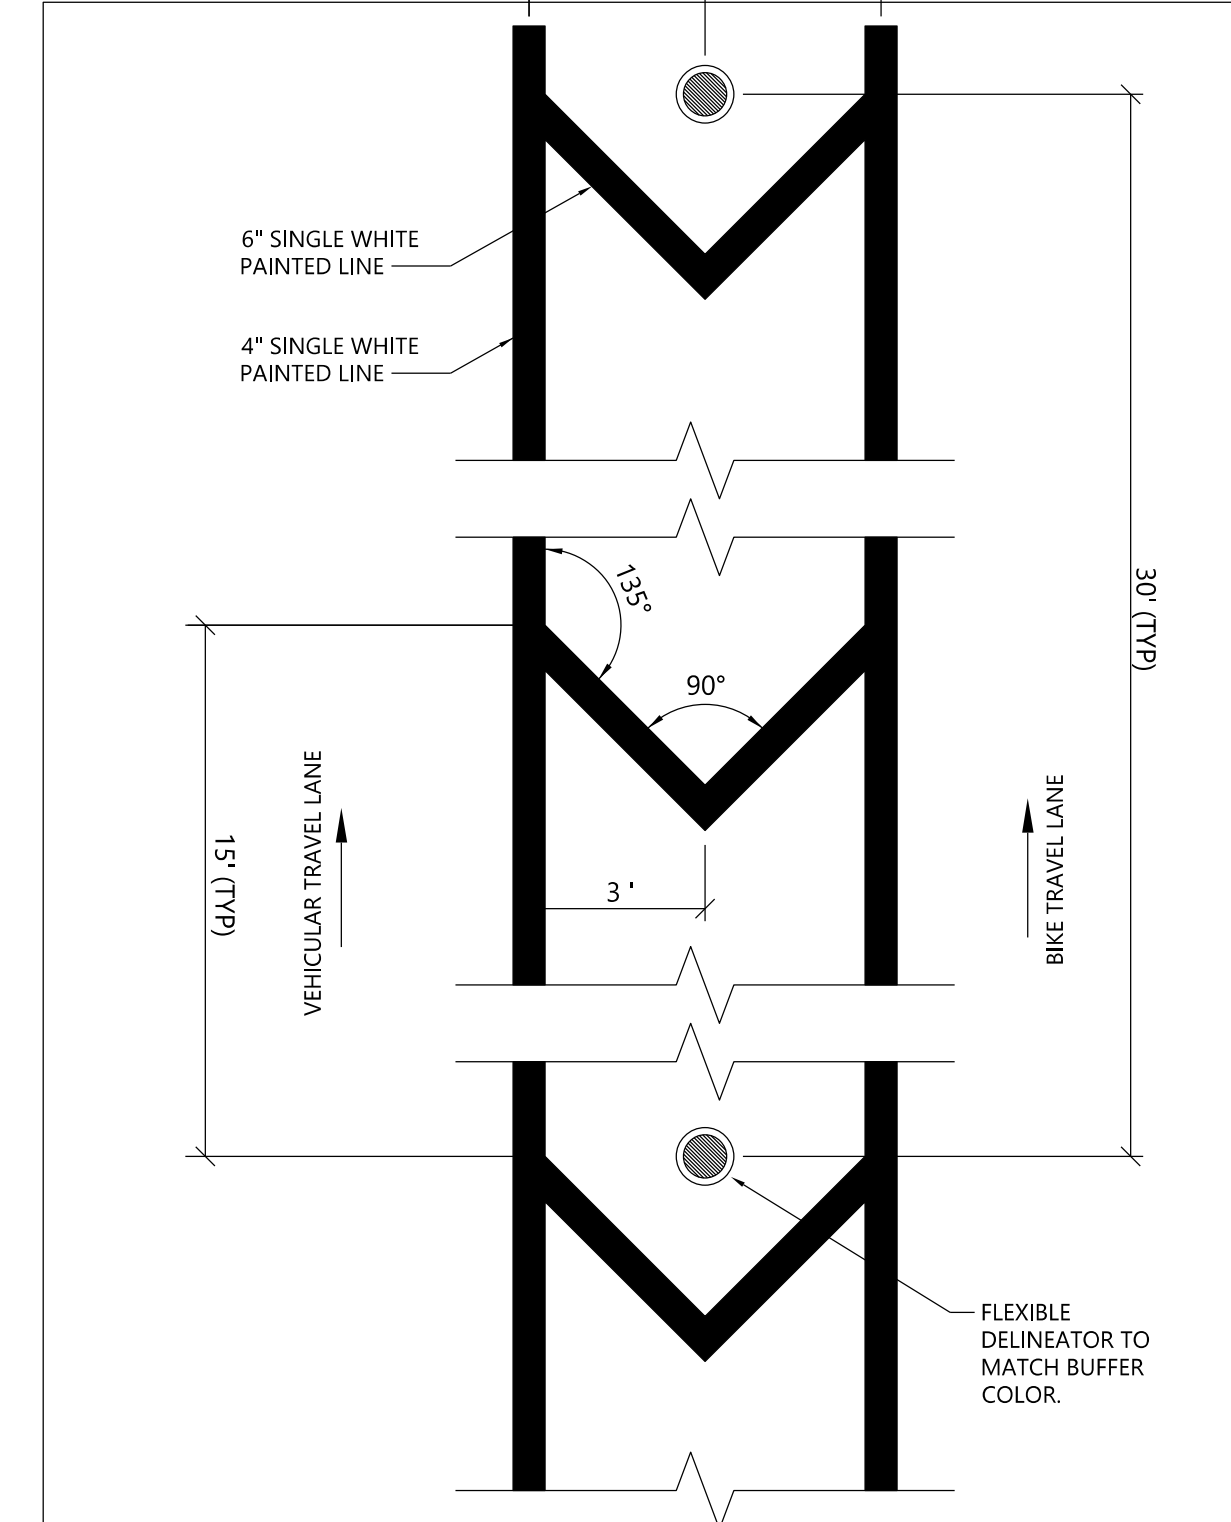 6" SINGLE WHITE
PAINTED LINE
4" SINGLE WHITE
PAINTED LINE
135°
90°
30' (TYP)
15' (TYP)
VEHICULAR TRAVEL LANE
BIKE TRAVEL LANE
3 '
FLEXIBLE
DELINEATOR TO
MATCH BUFFER
COLOR.